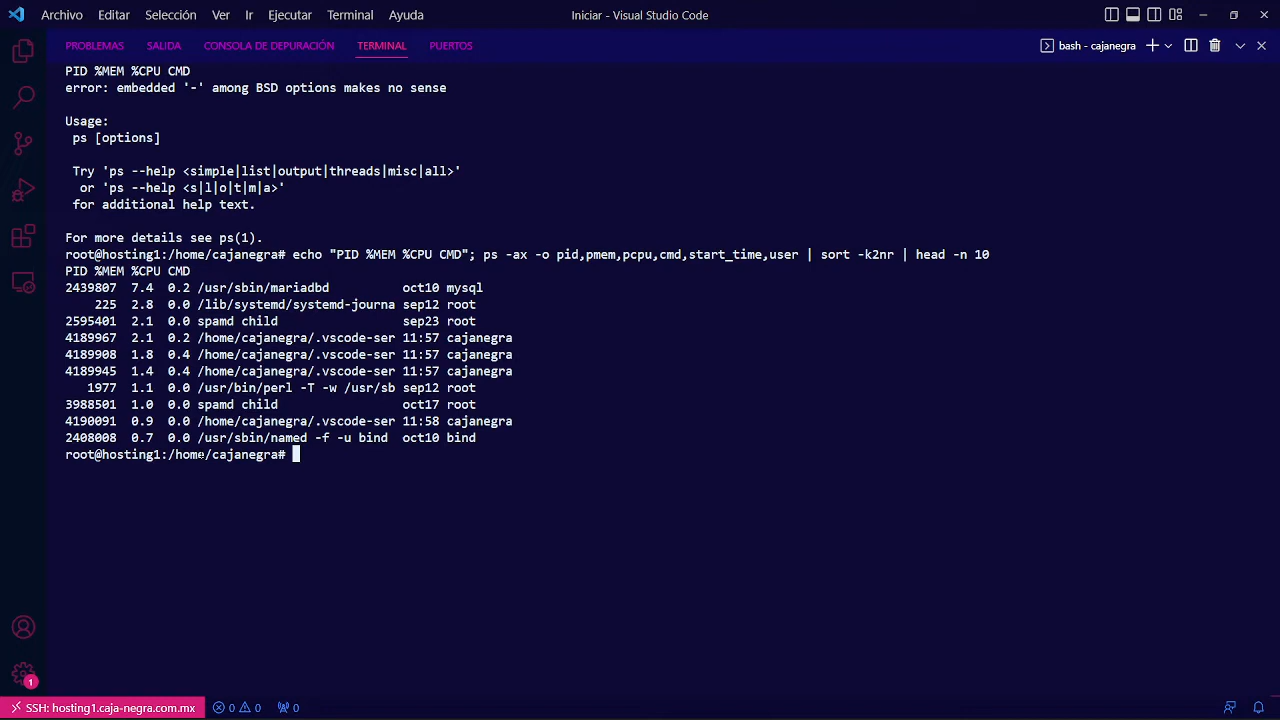 Archivo Editar Selección Ver Ir Ejecutar Terminal Ayuda Iniciar - Visual Studio Code
PROBLEMAS SALIDA CONSOLA DE DEPURACIÓN TERMINAL PUERTOS bash - cajanegra
PID %MEM %CPU CMD
error: embedded '-' among BSD options makes no sense
Usage:
ps [options]
Try 'ps --help <simple|list|output|threads|misc|all>'
or 'ps --help <s|l|o|t|m|a>'
for additional help text.
For more details see ps(1).
root@hosting1:/home/cajanegra# echo "PID %MEM %CPU CMD"; ps -ax -o pid,pmem,pcpu,cmd,start_time,user | sort -k2nr | head -n 10
PID %MEM %CPU CMD
2439807 7.4 0.2 /usr/sbin/mariadbd oct10 mysql
225 2.8 0.0 /lib/systemd/systemd-journa sep12 root
2595401 2.1 0.0 spamd child sep23 root
4189967 2.1 0.2 /home/cajanegra/.vscode-ser 11:57 cajanegra
4189908 1.8 0.4 /home/cajanegra/.vscode-ser 11:57 cajanegra
4189945 1.4 0.4 /home/cajanegra/.vscode-ser 11:57 cajanegra
1977 1.1 0.0 /usr/bin/perl -T -w /usr/sb sep12 root
3988501 1.0 0.0 spamd child oct17 root
4190091 0.9 0.0 /home/cajanegra/.vscode-ser 11:58 cajanegra
2408008 0.7 0.0 /usr/sbin/named -f -u bind oct10 bind
root@hosting1:/home/cajanegra#
1
SSH: hosting1.caja-negra.com.mx 0 0 0